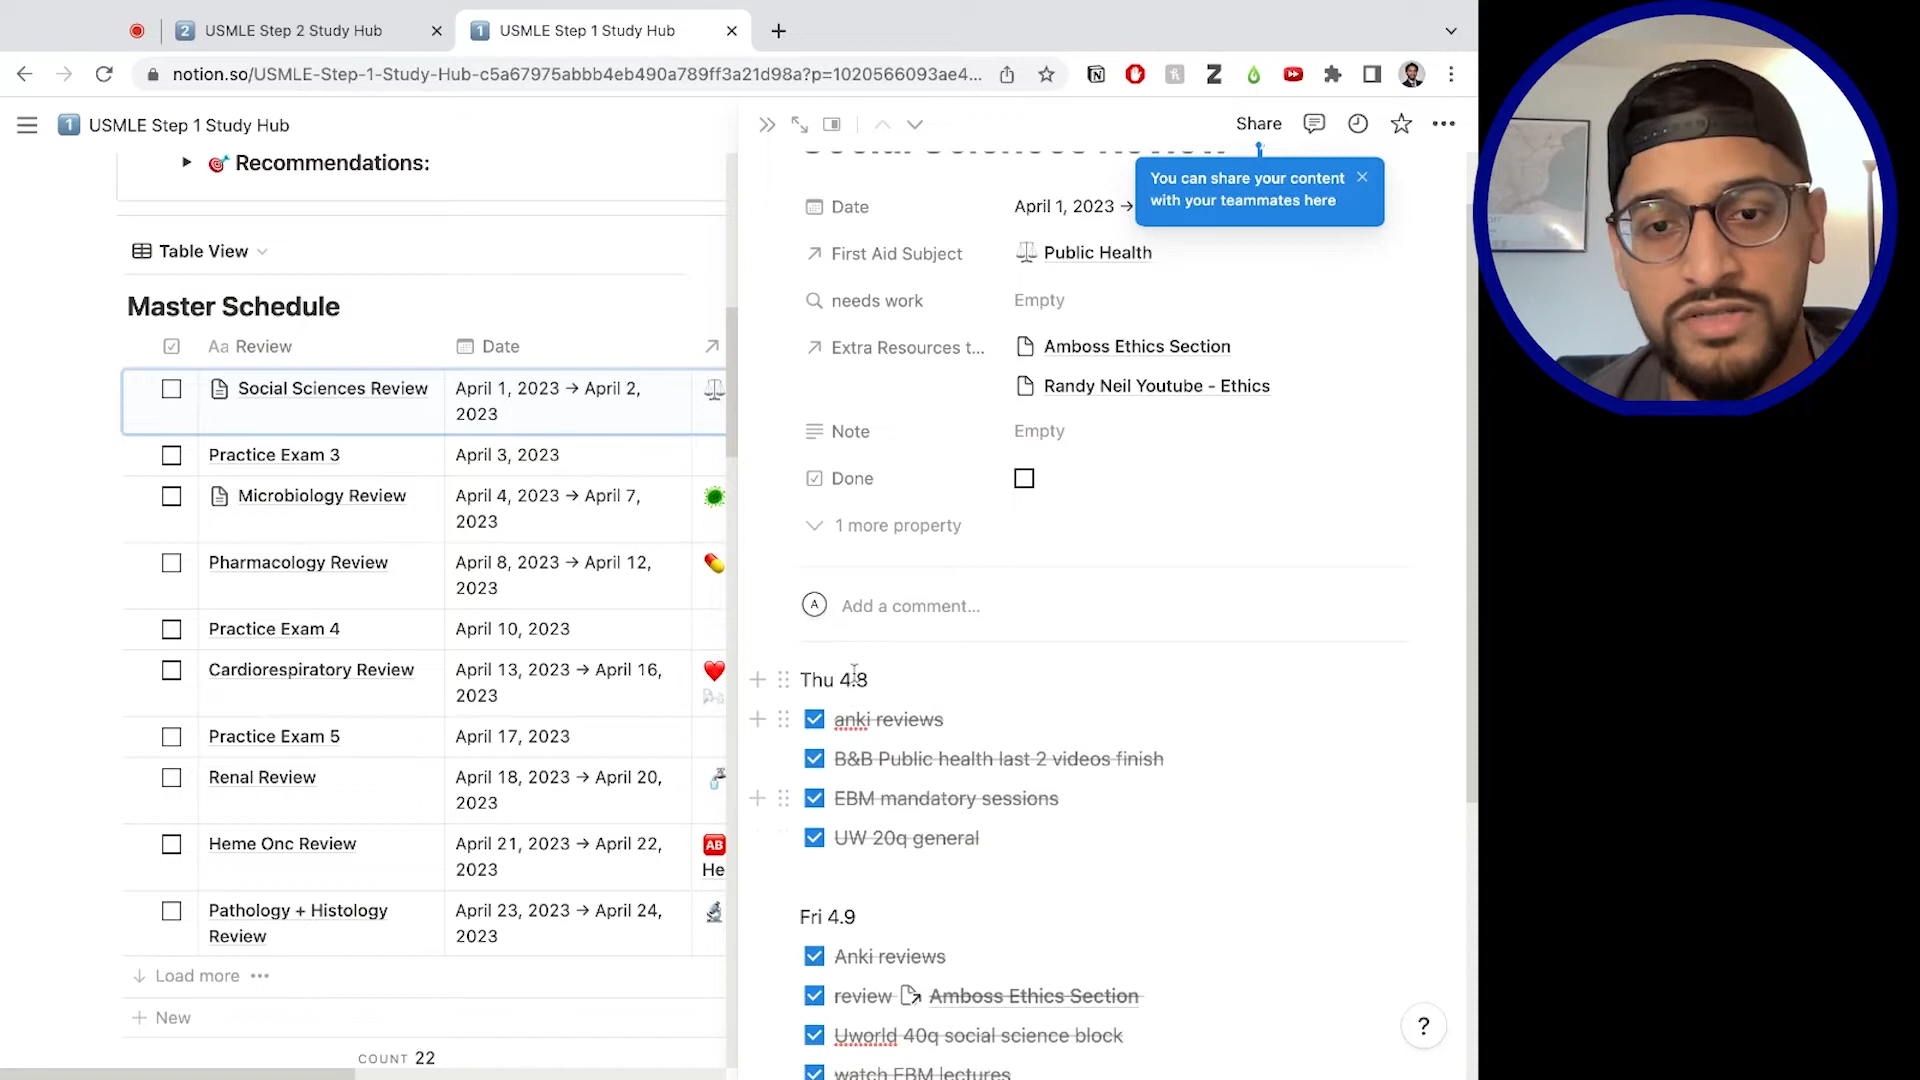 2 USMLE Step 2 Study Hub
1 USMLE Step 1 Study Hub
notion.so/USMLE-Step-1-Study-Hub-c5a67975abbb4eb490a789ff3a21d98a?p=1020566093ae4...
1 USMLE Step 1 Study Hub
Share
Recommendations:
Social Sciences Review
You can share your content
with your teammates here
Table View
Master Schedule
Aa Review
Date
Social Sciences Review
April 1, 2023 → April 2,
2023
Practice Exam 3
April 3, 2023
Microbiology Review
April 4, 2023 → April 7,
2023
Pharmacology Review
April 8, 2023 → April 12,
2023
Practice Exam 4
April 10, 2023
Cardiorespiratory Review
April 13, 2023 → April 16,
2023
Practice Exam 5
April 17, 2023
Renal Review
April 18, 2023 → April 20,
2023
Heme Onc Review
April 21, 2023 → April 22,
2023
AB
He
Pathology + Histology
Review
April 23, 2023 → April 24,
2023
Load more
New
COUNT 22
Date
April 1, 2023 →
First Aid Subject
Public Health
needs work
Empty
Extra Resources t...
Amboss Ethics Section
Randy Neil Youtube - Ethics
Note
Empty
Done
1 more property
A
Add a comment...
Thu 4.8
anki reviews
B&B Public health last 2 videos finish
EBM mandatory sessions
UW 20q general
Fri 4.9
Anki reviews
review Amboss Ethics Section
Uworld 40q social science block
watch EBM lectures
?